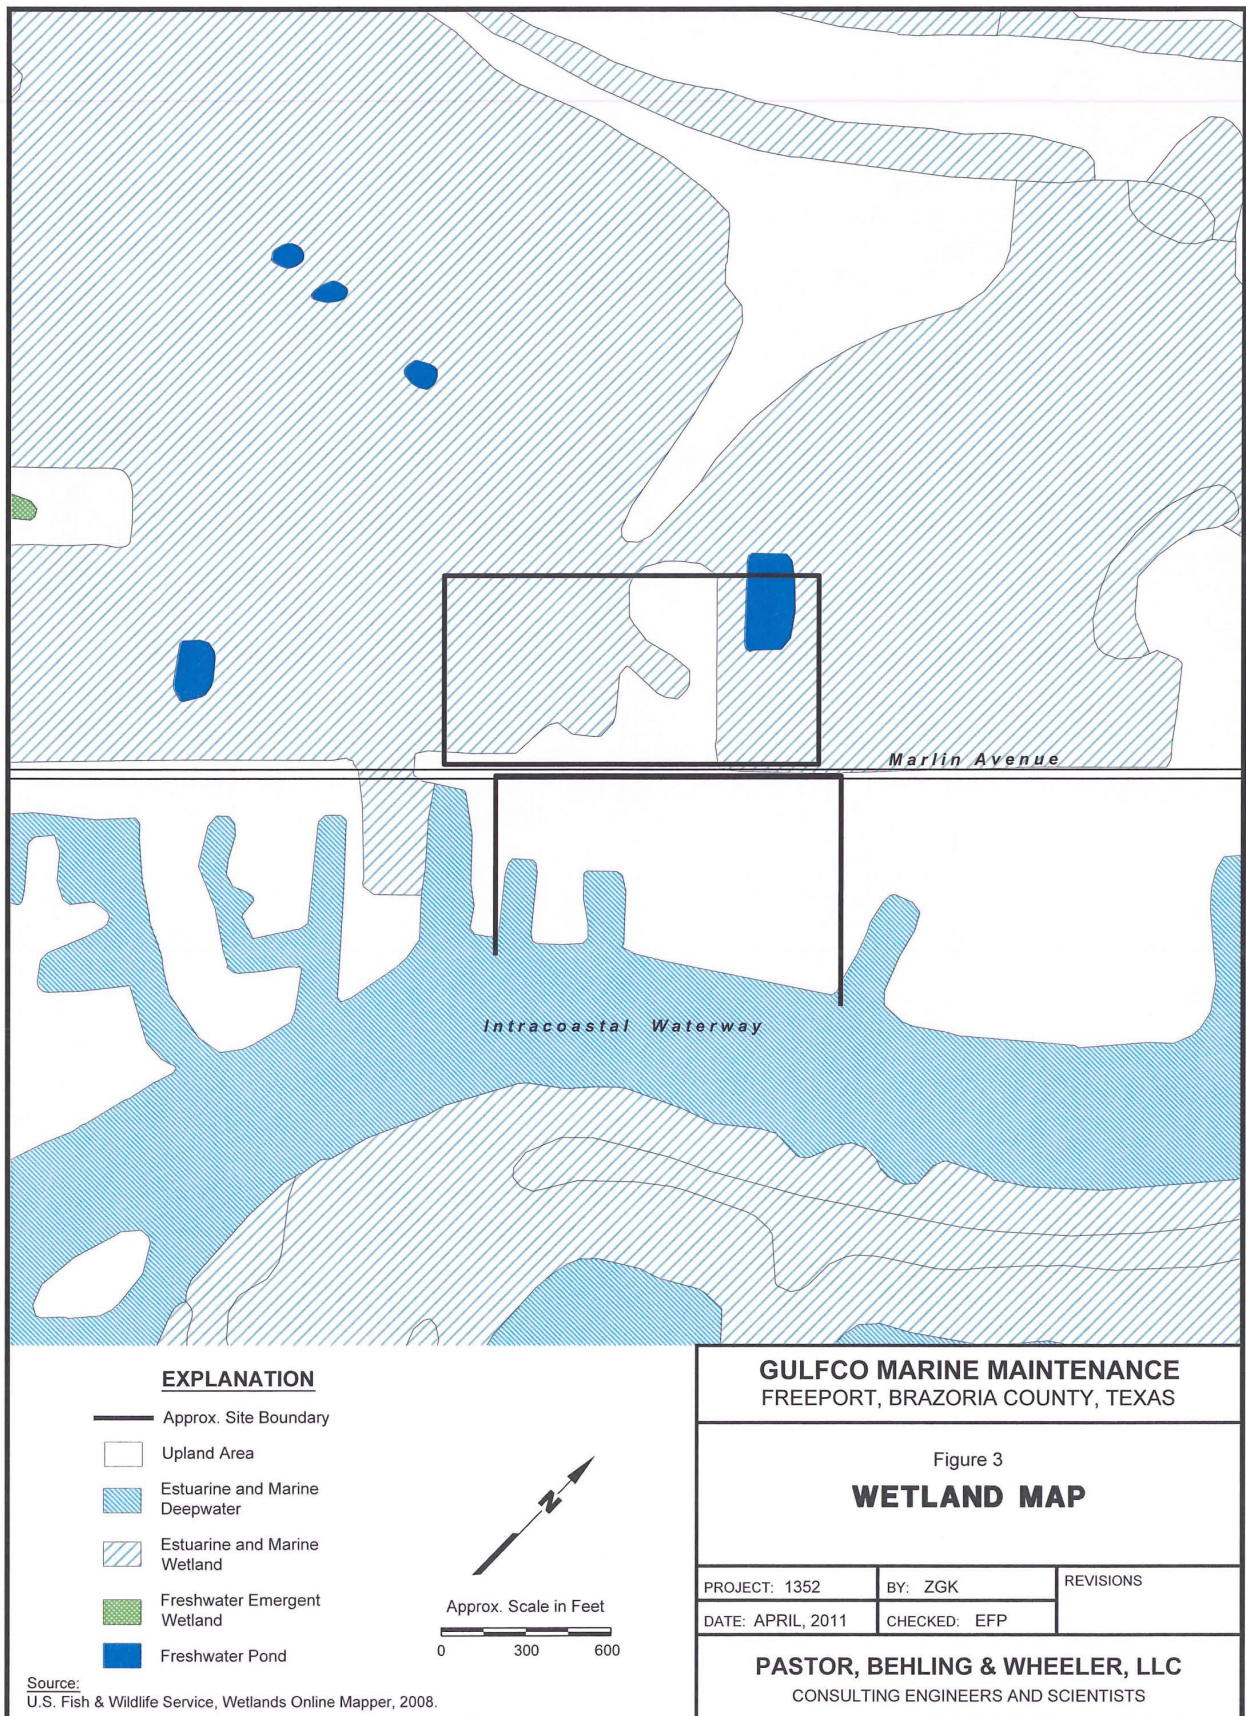 Marlin Avenue
Intracoastal Waterway
EXPLANATION
Approx. Site Boundary
Upland Area
Estuarine and Marine
Deepwater
Estuarine and Marine
Wetland
Freshwater Emergent
Wetland
Freshwater Pond
Source:
U.S. Fish & Wildlife Service, Wetlands Online Mapper, 2008.
N
Approx. Scale in Feet
0 300 600
GULFCO MARINE MAINTENANCE
FREEPORT, BRAZORIA COUNTY, TEXAS
Figure 3
WETLAND MAP
PROJECT: 1352 BY: ZGK REVISIONS
DATE: APRIL, 2011 CHECKED: EFP
PASTOR, BEHLING & WHEELER, LLC
CONSULTING ENGINEERS AND SCIENTISTS